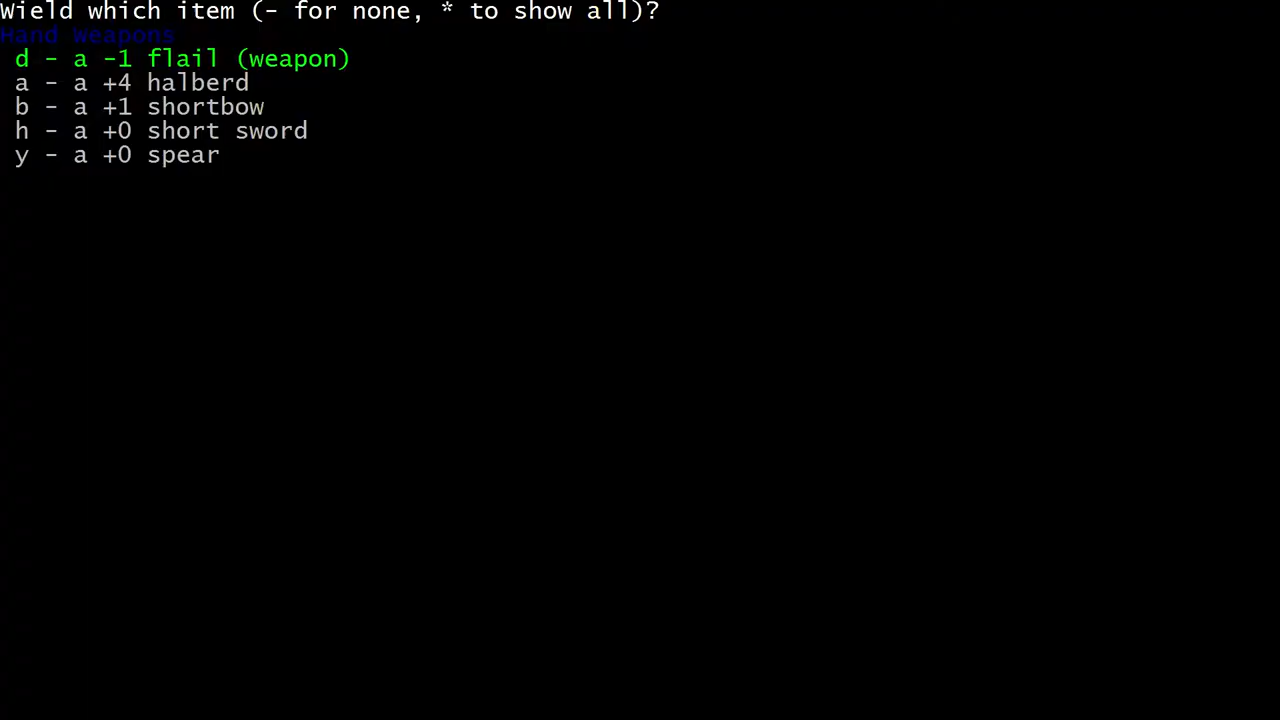 Wield which item (- for none, * to show all)?
Hand weapons
d - a -1 flail (weapon)
a - a +4 halberd
b - a +1 shortbow
h - a +0 short sword
y - a +0 spear